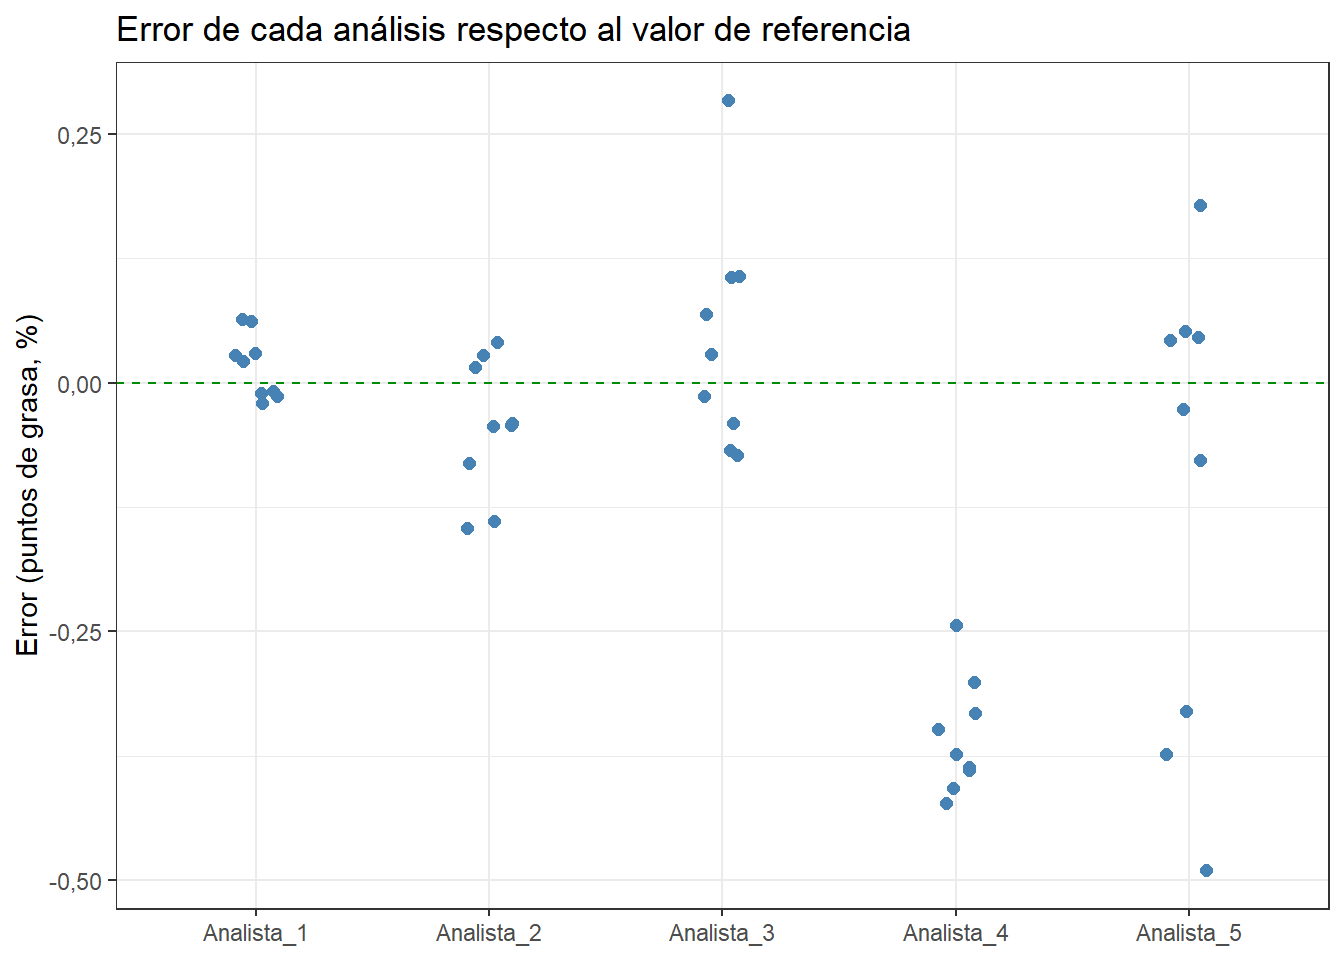 Error de cada análisis respecto al valor de referencia
Error (puntos de grasa, %)
0,25
0,00
-0,25
-0,50
Analista_1
Analista_2
Analista_3
Analista_4
Analista_5